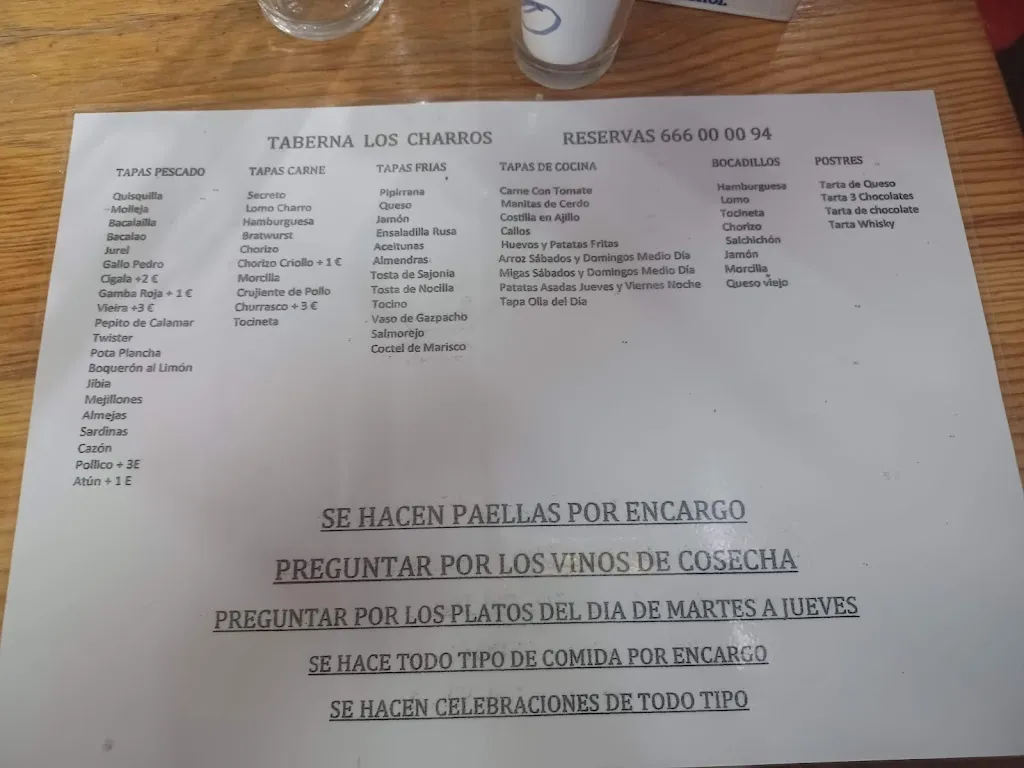 TABERNA LOS CHARROS
RESERVAS 666 00 00 94
TAPAS PESCADO
Quisquilla
Molleja
Bacalailla
Bacalao
Jurel
Gallo Pedro
Cigala +2 €
Gamba Roja + 1 €
Vieira +3 €
Pepito de Calamar
Twister
Pota Plancha
Boquerón al Limón
Jibia
Mejillones
Almejas
Sardinas
Cazón
Pollico + 3E
Atún + 1 E
TAPAS CARNE
Secreto
Lomo Charro
Hamburguesa
Bratwurst
Chorizo
Chorizo Criollo + 1 €
Morcilla
Crujiente de Pollo
Churrasco + 3 €
Tocineta
TAPAS FRIAS
Pipirrana
Queso
Jamón
Ensaladilla Rusa
Aceitunas
Almendras
Tosta de Sajonia
Tosta de Nocilla
Tocino
Vaso de Gazpacho
Salmorejo
Coctel de Marisco
TAPAS DE COCINA
Carne Con Tomate
Manitas de Cerdo
Costilla en Ajillo
Callos
Huevos y Patatas Fritas
Arroz Sábados y Domingos Medio Día
Migas Sábados y Domingos Medio Día
Patatas Asadas Jueves y Viernes Noche
Tapa Olla del Día
BOCADILLOS
Hamburguesa
Lomo
Tocineta
Chorizo
Salchichón
Jamón
Morcilla
Queso viejo
POSTRES
Tarta de Queso
Tarta 3 Chocolates
Tarta de chocolate
Tarta Whisky
SE HACEN PAELLAS POR ENCARGO
PREGUNTAR POR LOS VINOS DE COSECHA
PREGUNTAR POR LOS PLATOS DEL DIA DE MARTES A JUEVES
SE HACE TODO TIPO DE COMIDA POR ENCARGO
SE HACEN CELEBRACIONES DE TODO TIPO